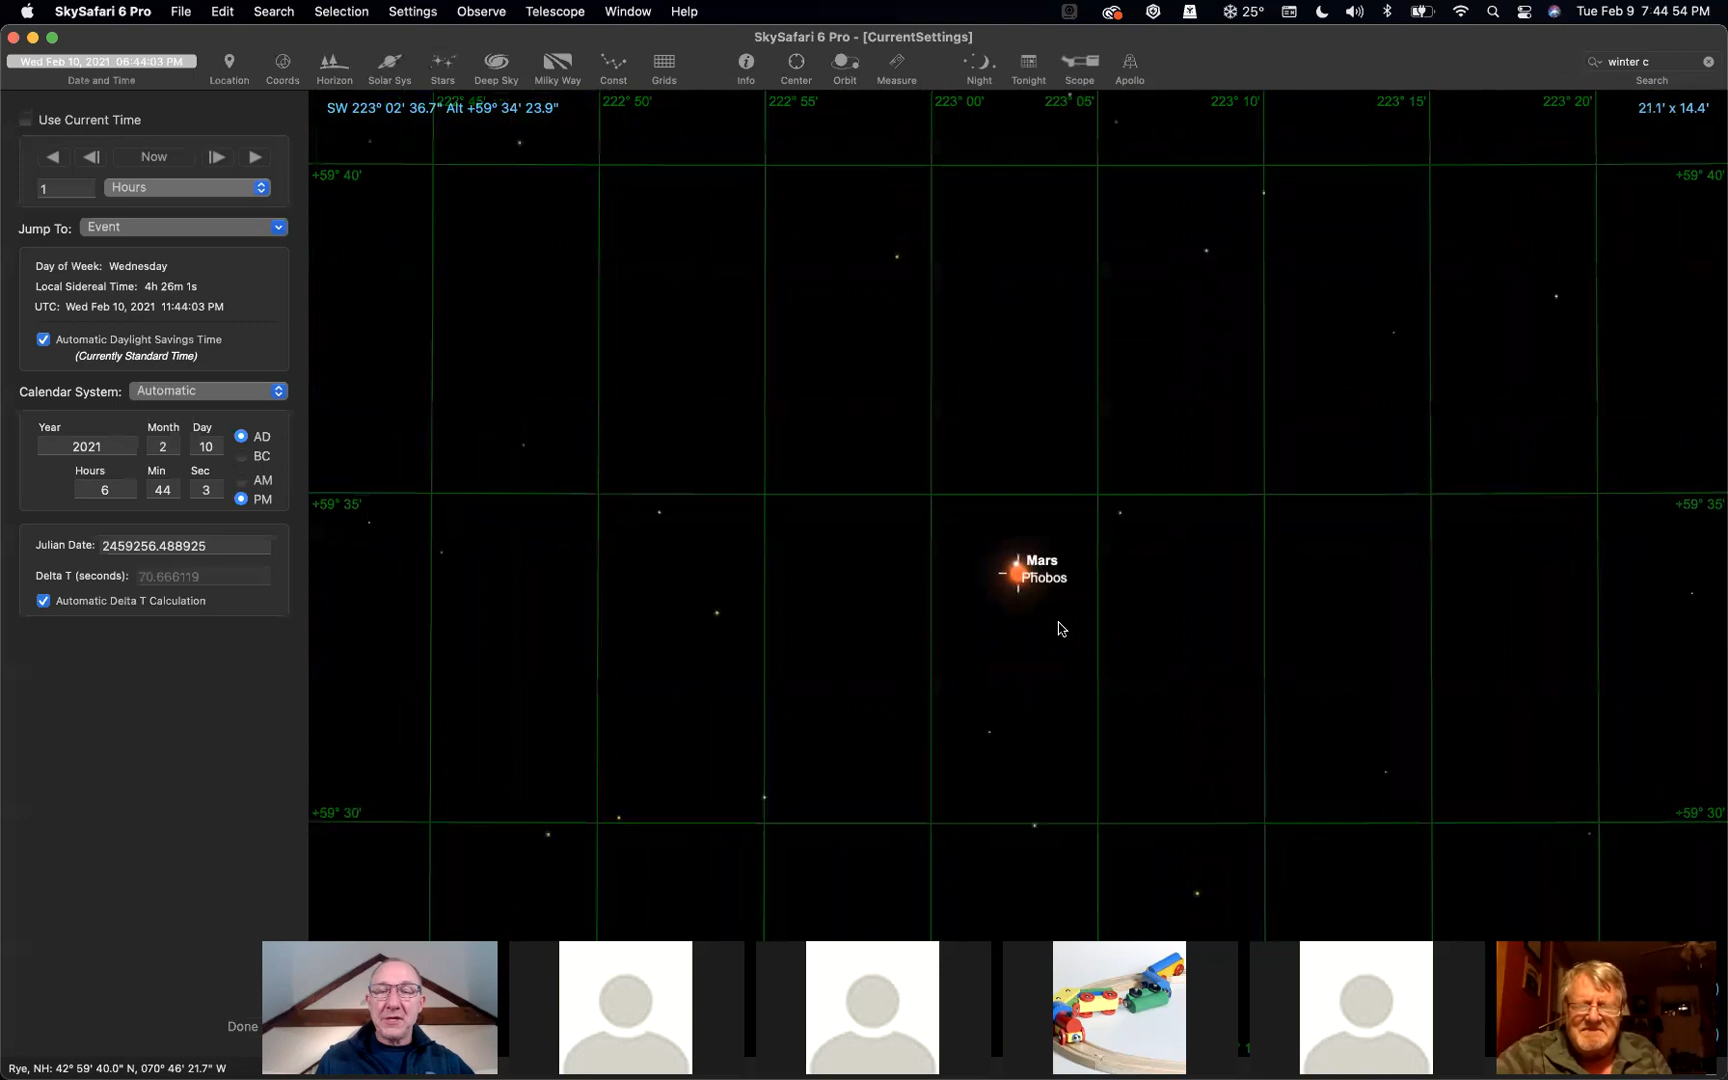 SkySafari 6 Pro File Edit Search Selection Settings Observe Telescope Window Help 25° Tue Feb 9 7:44:54 PM
SkySafari 6 Pro - [CurrentSettings]
Wed Feb 10, 2021 06:44:03 PM
Date and Time Location Coords Horizon Solar Sys Stars Deep Sky Milky Way Const Grids Info Center Orbit Measure Night Tonight Scope Apollo Search
winter c
SW 223° 02' 36.7" Alt +59° 34' 23.9"
222° 45' 222° 50' 222° 55' 223° 00' 223° 05' 223° 10' 223° 15' 223° 20'
21.1' x 14.4'
Use Current Time
Now
1 Hours
Jump To: Event
Day of Week: Wednesday
Local Sidereal Time: 4h 26m 1s
UTC: Wed Feb 10, 2021 11:44:03 PM
Automatic Daylight Savings Time
(Currently Standard Time)
Calendar System: Automatic
Year Month Day
2021 2 10
AD
BC
Hours Min Sec
6 44 3
AM
PM
Julian Date: 2459256.488925
Delta T (seconds): 70.666119
Automatic Delta T Calculation
+59° 40' +59° 40'
+59° 35' +59° 35'
Mars
Phobos
+59° 30' +59° 30'
Done
Rye, NH: 42° 59' 40.0" N, 070° 46' 21.7" W